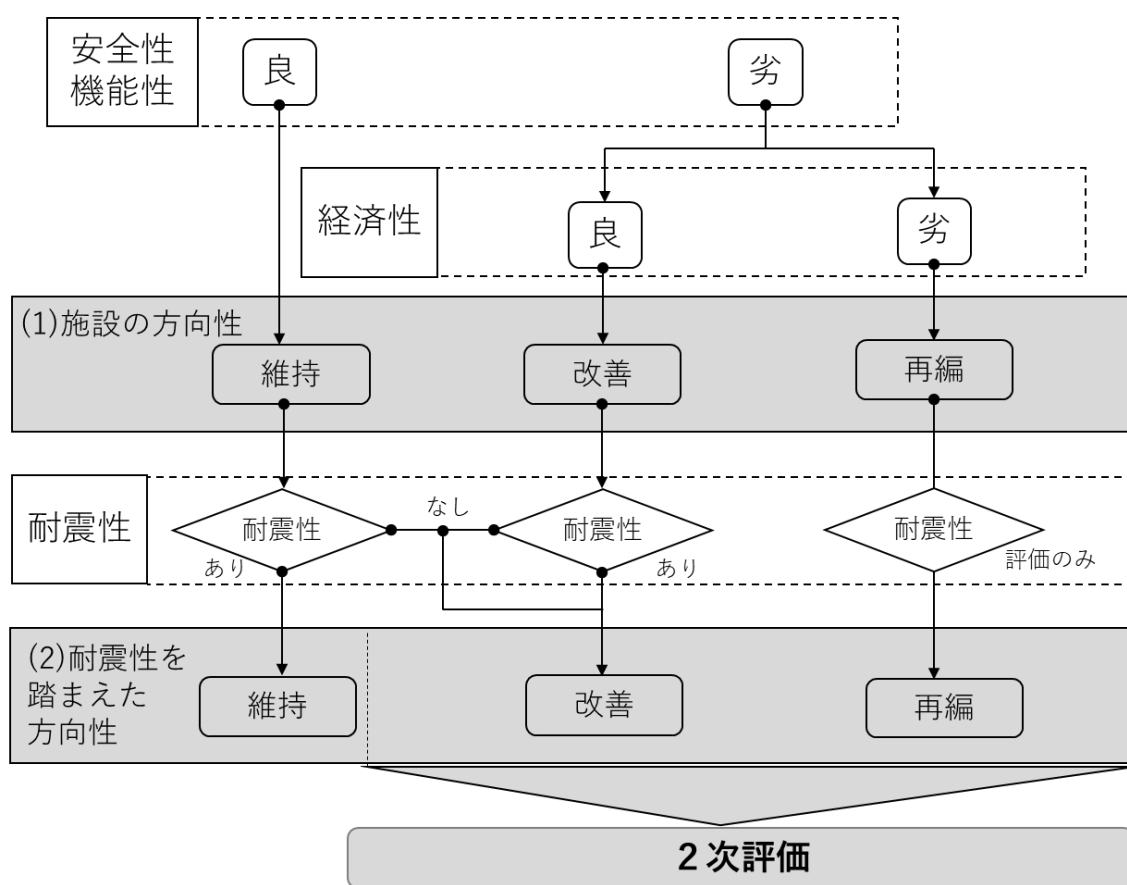 安全性
機能性
良
劣
経済性
良
劣
(1)施設の方向性
維持
改善
再編
耐震性
耐震性
なし
耐震性
耐震性
あり
あり
評価のみ
(2)耐震性を
踏まえた
方向性
維持
改善
再編
2次評価